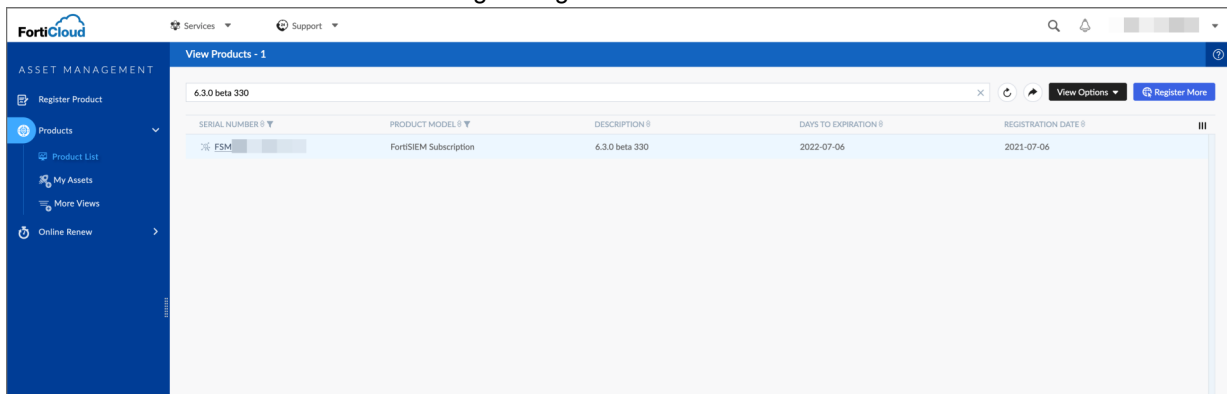 FortiCloud
Services
Support
View Products - 1
ASSET MANAGEMENT
Register Product
Products
Product List
My Assets
More Views
Online Renew
6.3.0 beta 330
View Options
Register More
SERIAL NUMBER PRODUCT MODEL DESCRIPTION DAYS TO EXPIRATION REGISTRATION DATE
FSM FortiSIEM Subscription 6.3.0 beta 330 2022-07-06 2021-07-06